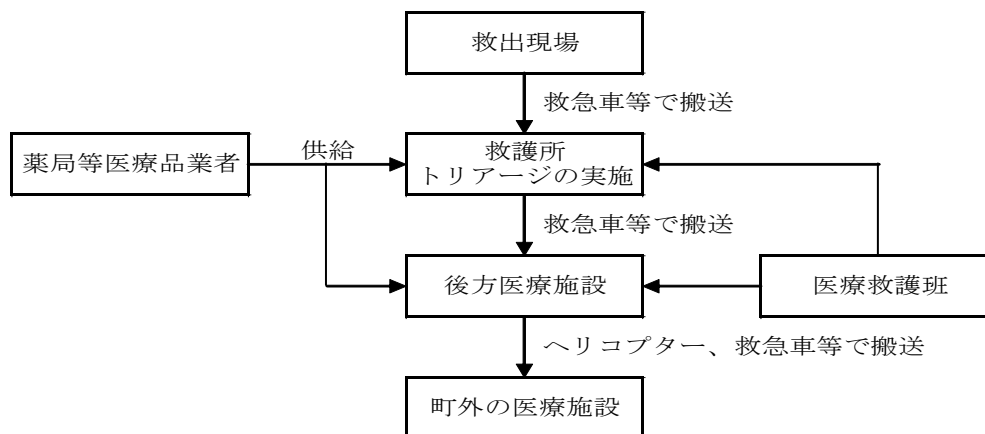 救出現場
救急車等で搬送
薬局等医療品業者
供給
救護所
トリアージの実施
救急車等で搬送
後方医療施設
医療救護班
ヘリコプター、救急車等で搬送
町外の医療施設